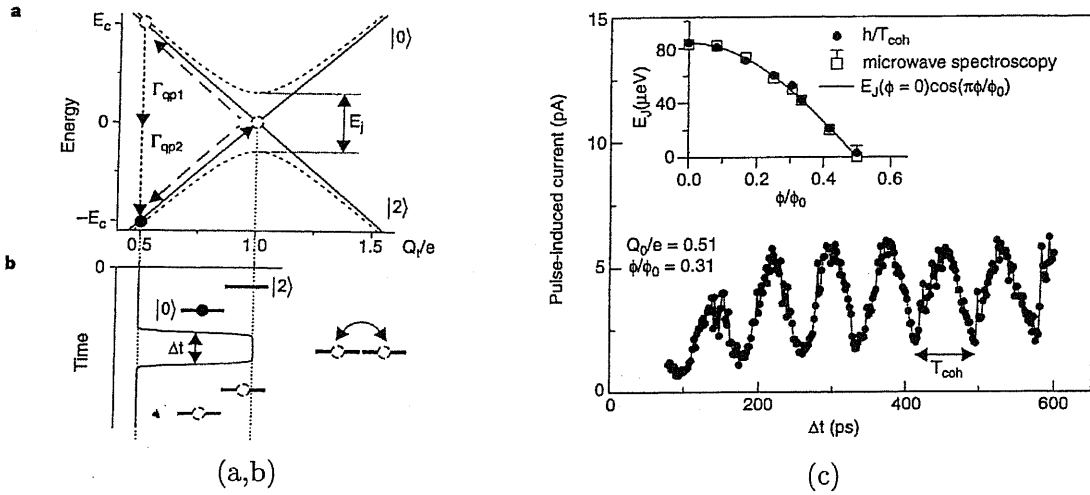 a
E_c
|0⟩
Γ_qp1
Energy
0
E_j
Γ_qp2
−E_c
|2⟩
0.5
1.0
1.5
Q_t/e
b
0
|2⟩
|0⟩
Time
Δt
(a,b)
15
Pulse-induced current (pA)
10
5
0
80
40
0
E_J(μeV)
h/T_coh
microwave spectroscopy
E_J(ϕ = 0)cos(πϕ/ϕ_0)
0.0
0.2
0.4
0.6
ϕ/ϕ_0
Q_0/e = 0.51
ϕ/ϕ_0 = 0.31
T_coh
200
400
600
Δt (ps)
(c)